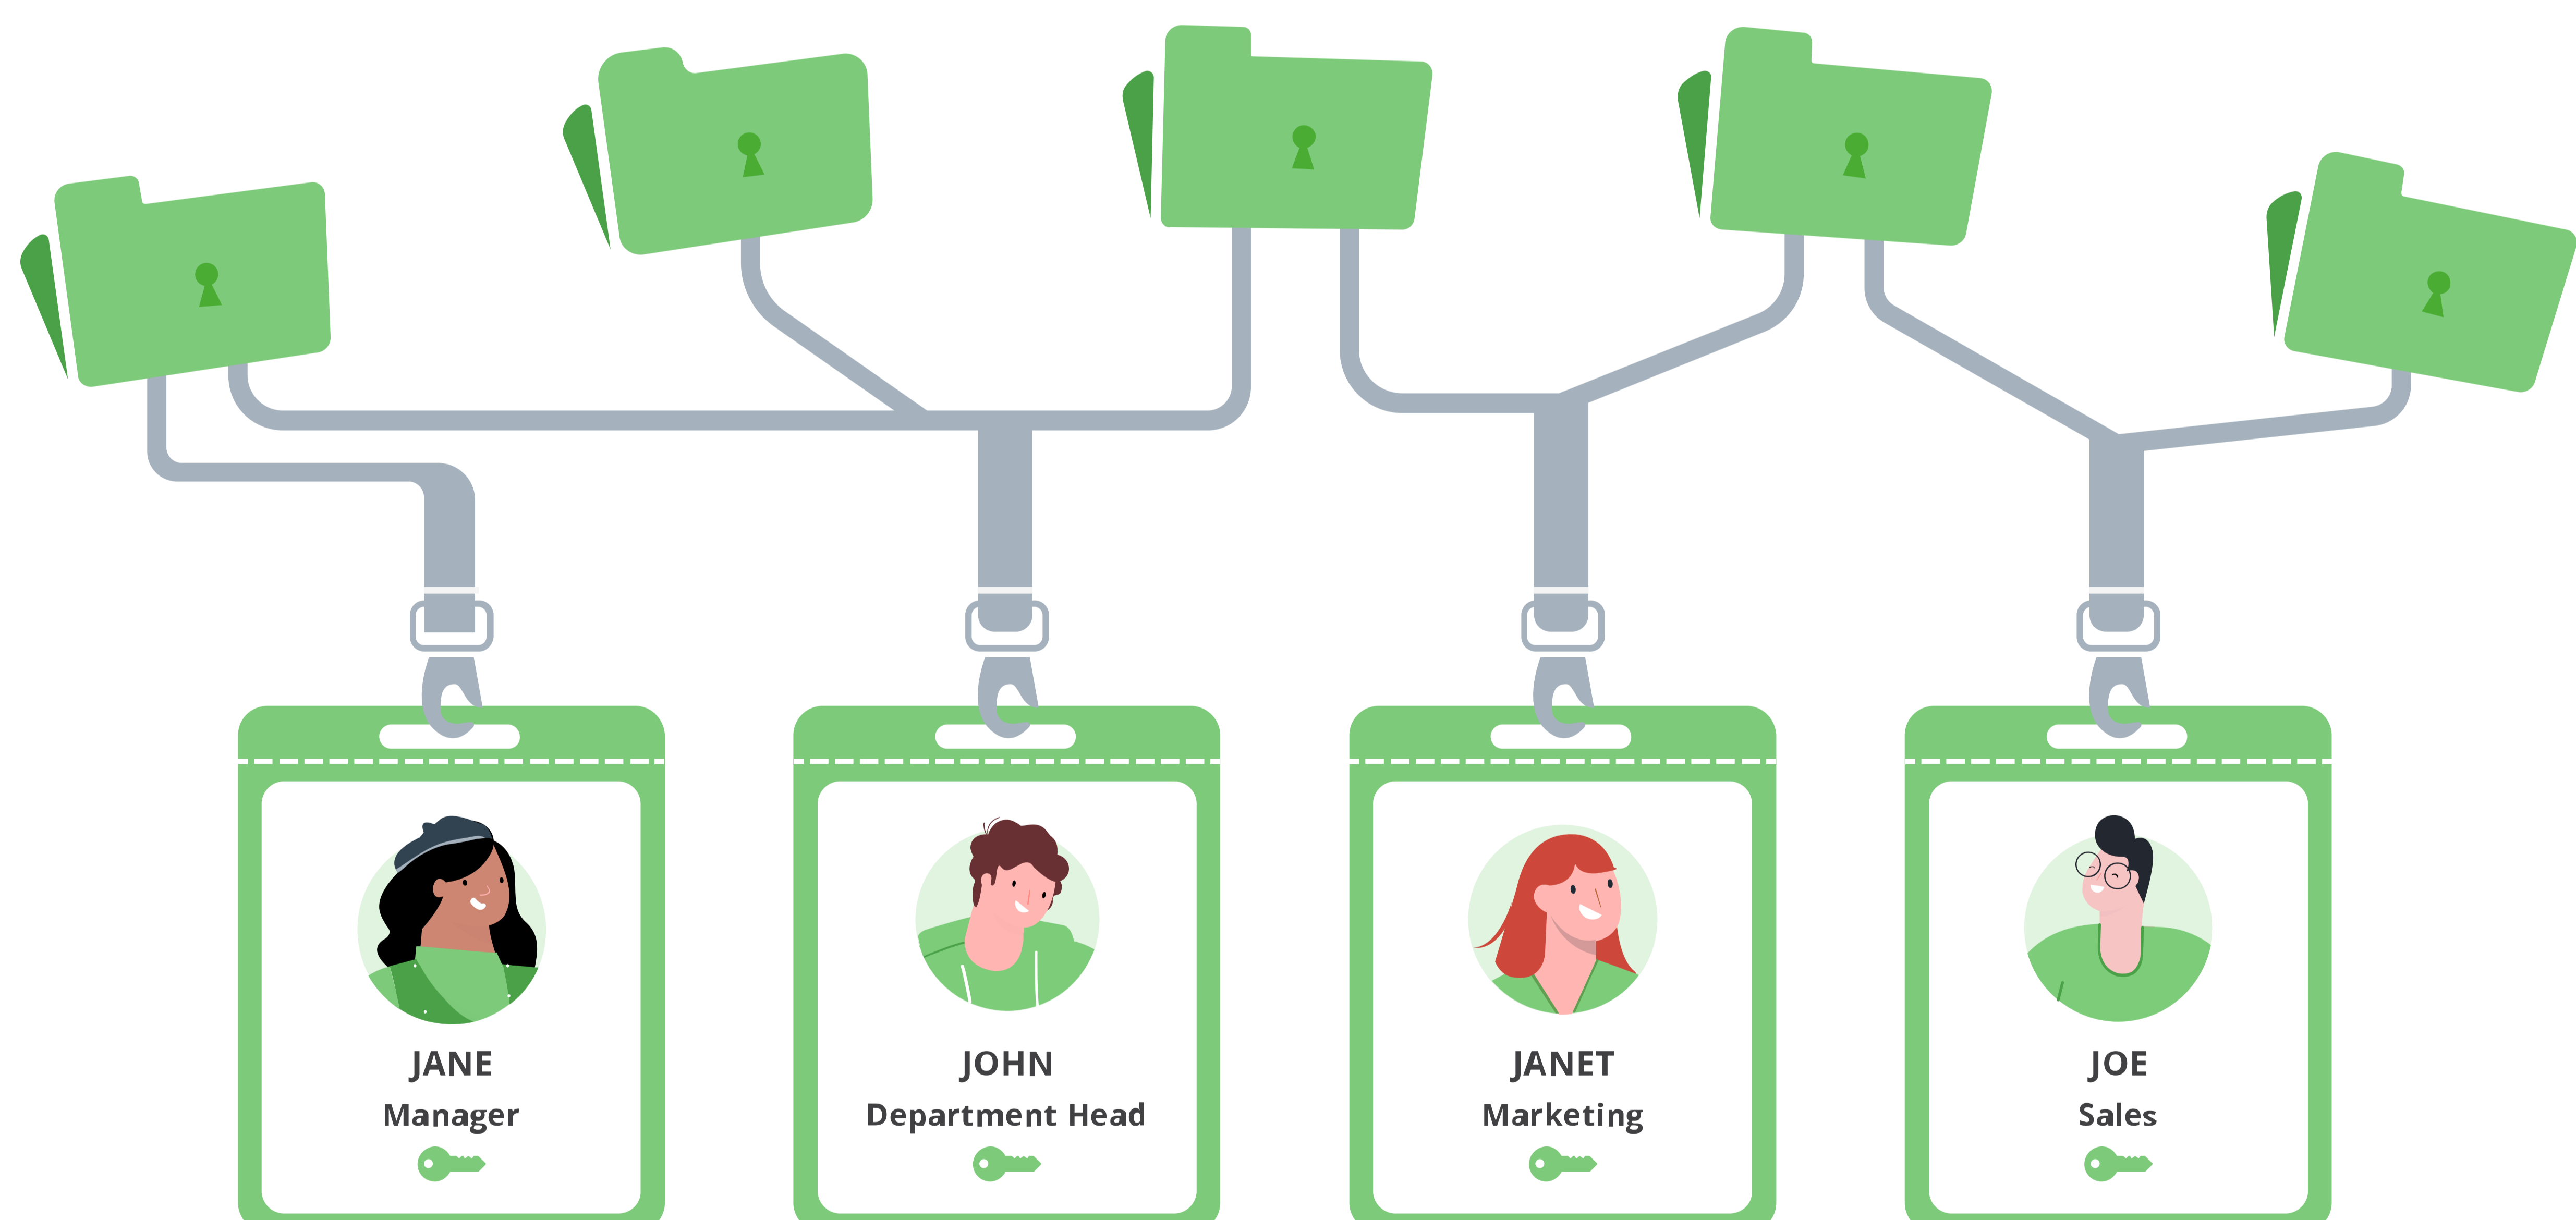 JANE
Manager
JOHN
Department Head
JANET
Marketing
JOE
Sales